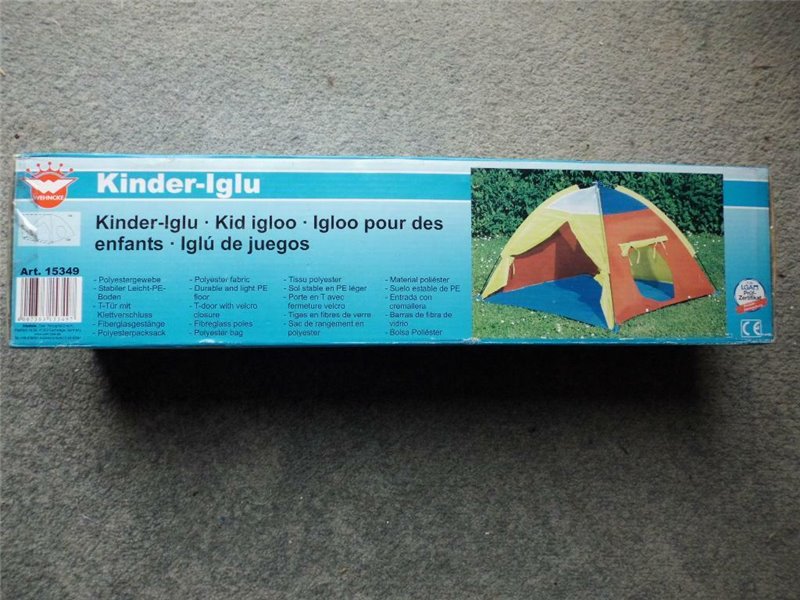 WEHNCKE
Kinder-Iglu
Kinder-Iglu · Kid igloo · Igloo pour des
enfants · Iglú de juegos
Art. 15349
- Polyestergewebe
- Stabiler Leicht-PE-
Boden
- T-Tür mit
Klettverschluss
- Fiberglasgestänge
- Polyesterpacksack
- Polyester fabric
- Durable and light PE
floor
- T-door with velcro
closure
- Fibreglass poles
- Polyester bag
- Tissu polyester
- Sol stable en PE léger
- Porte en T avec
fermeture velcro
- Tiges en fibres de verre
- Sac de rangement en
polyester
- Material poliéster
- Suelo estable de PE
- Entrada con
cremallera
- Barras de fibra de
vidrio
- Bolsa Poliéster
LGAM
Prüf-
Zertifikat
CE